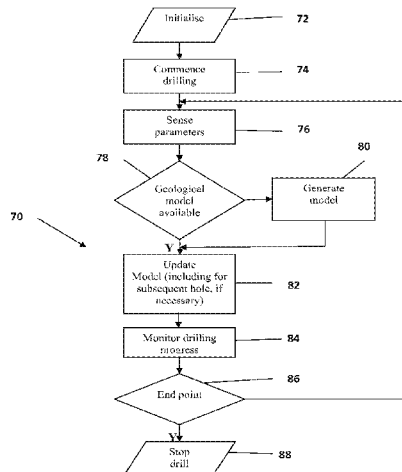 Initialise
72
Commence
drilling
74
Sense
parameters
76
78
Geological
model
available
80
Generate
model
70
Y
Update
Model (including for
subsequent hole, if
necessary)
82
Monitor drilling
progress
84
86
End point
Y
Stop
drill
88